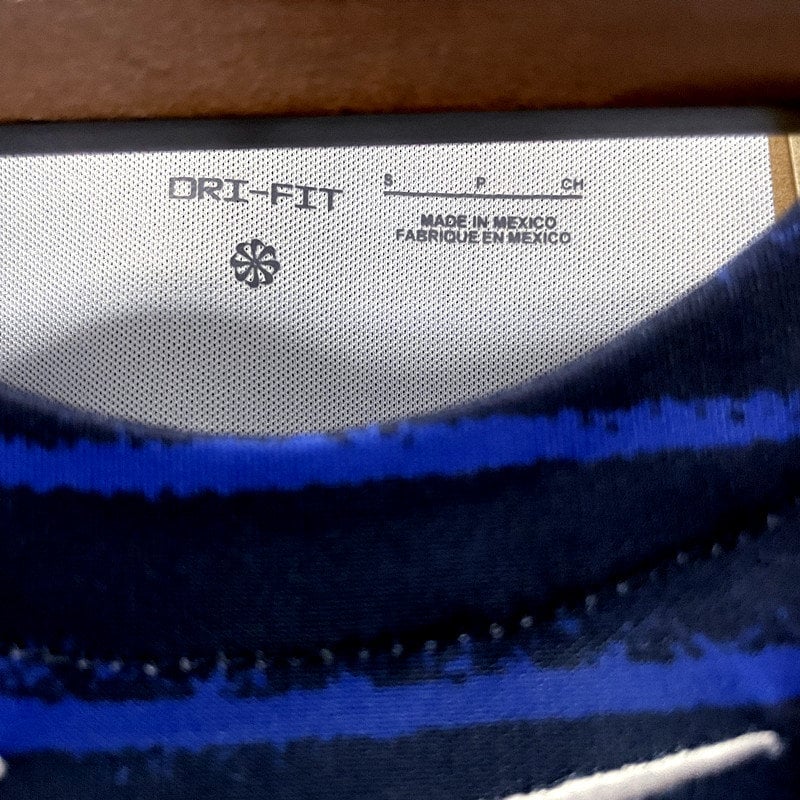 DRI-FIT
S P CH
MADE IN MEXICO
FABRIQUE EN MEXICO